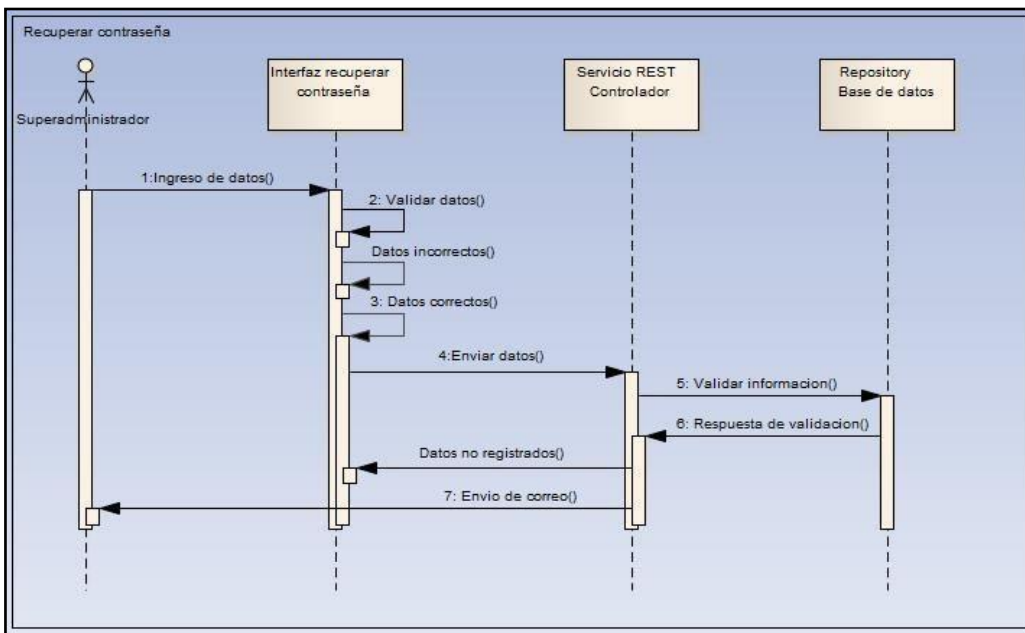 Recuperar contraseña
Interfaz recuperar
contraseña
Servicio REST
Controlador
Repository
Base de datos
Superadministrador
1:Ingreso de datos()
2: Validar datos()
Datos incorrectos()
3: Datos correctos()
4:Enviar datos()
5: Validar informacion()
6: Respuesta de validacion()
Datos no registrados()
7: Envio de correo()